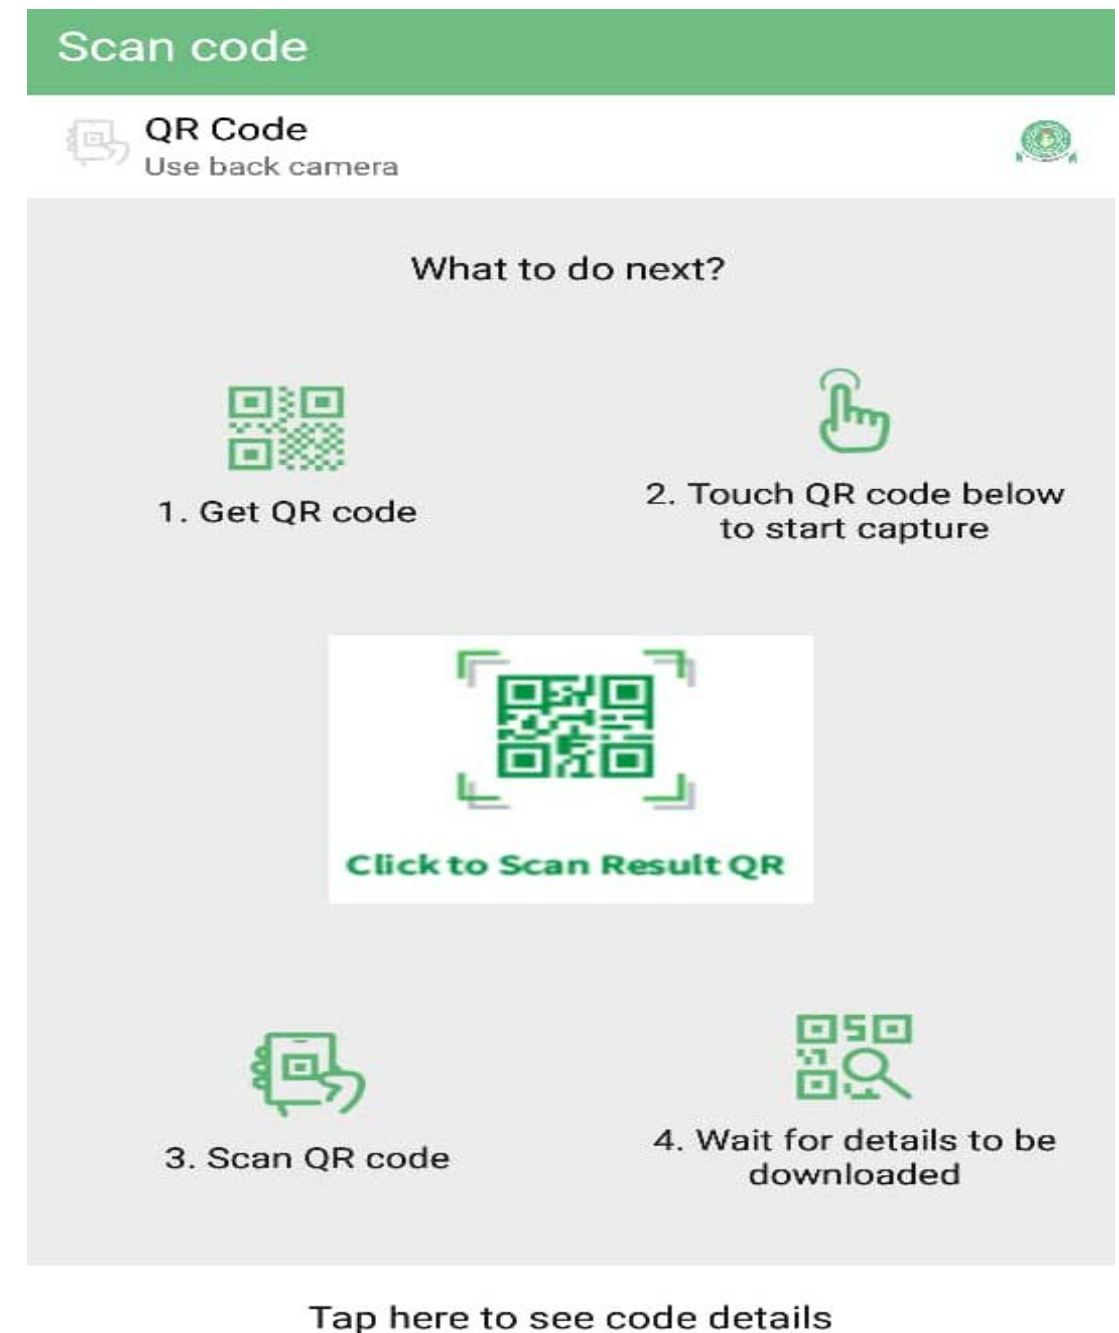 Scan code
QR Code
Use back camera
What to do next?
1. Get QR code
2. Touch QR code below
to start capture
Click to Scan Result QR
3. Scan QR code
4. Wait for details to be
downloaded
Tap here to see code details